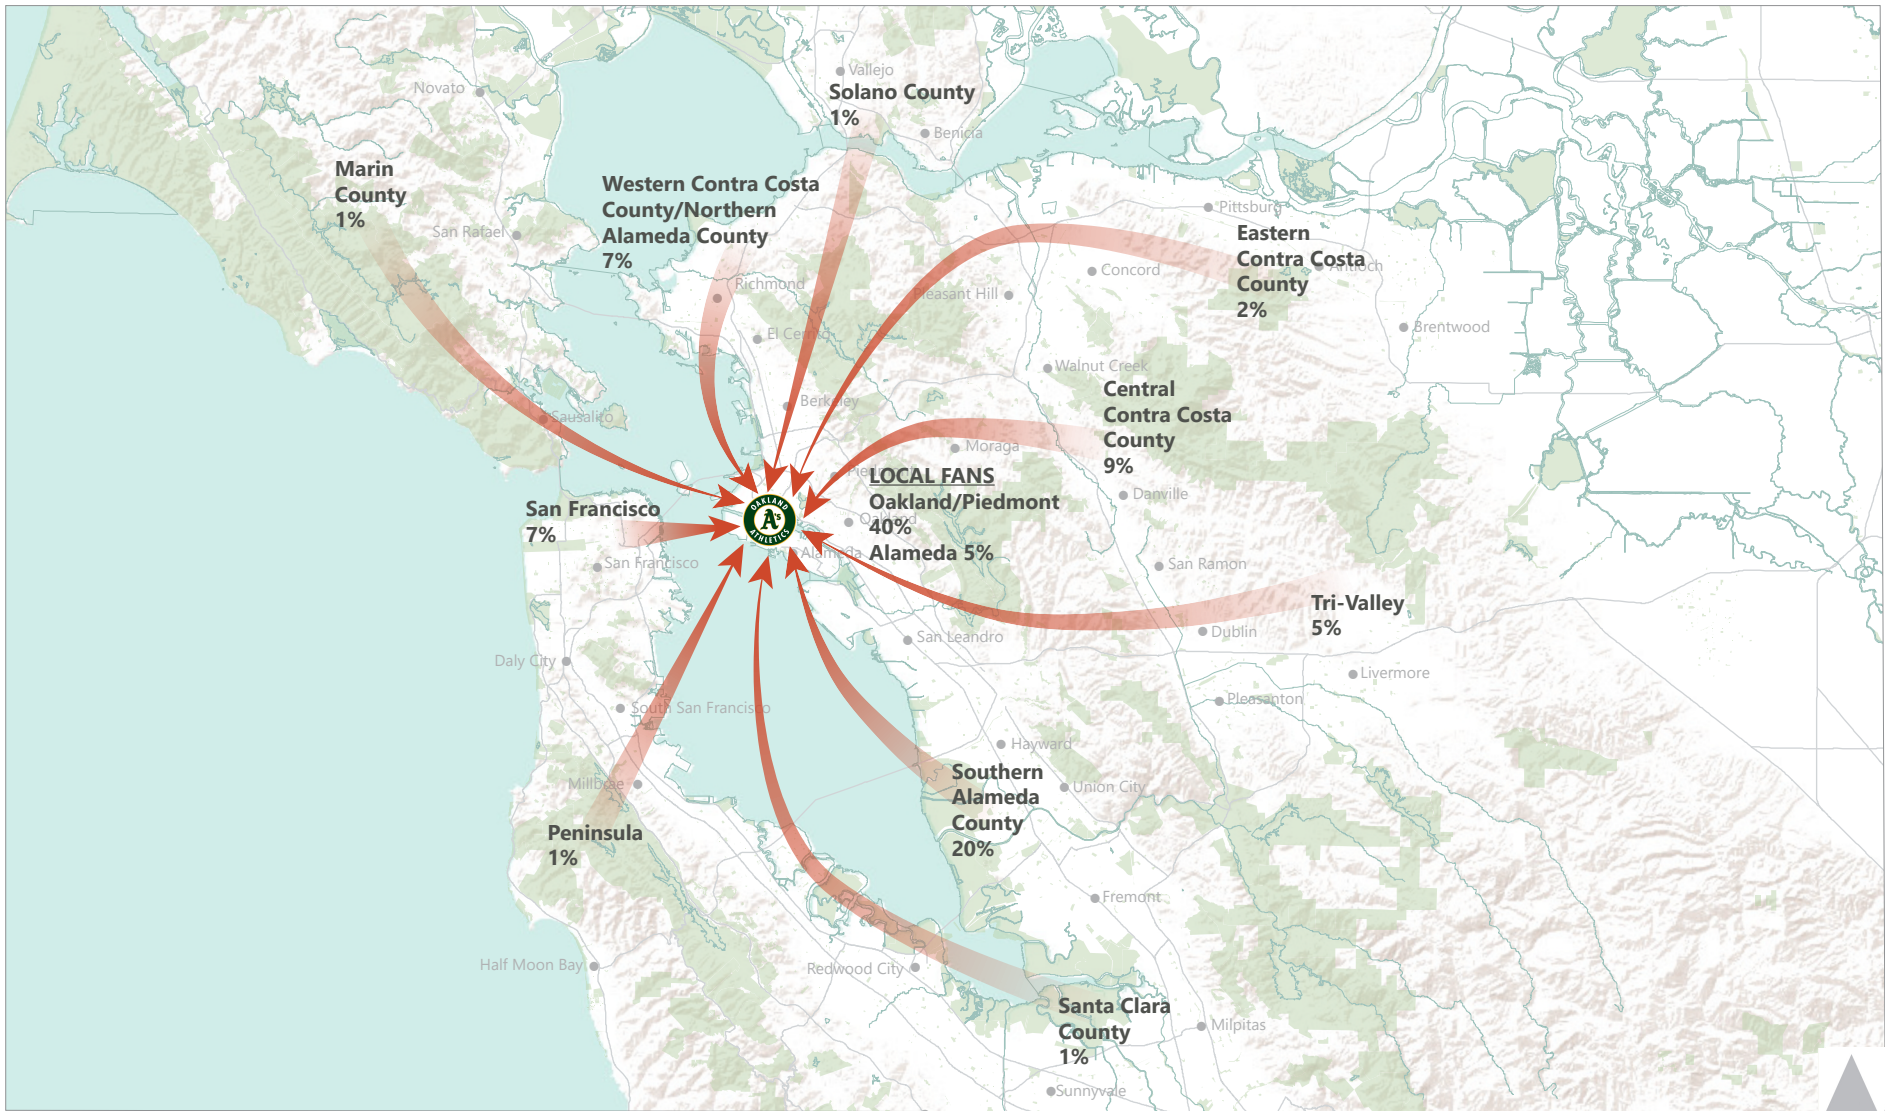 Vallejo
Novato
Solano County
1%
Benicia
Marin
County
1%
Western Contra Costa
County/Northern
Alameda County
7%
San Rafael
Pittsburg
Eastern
Contra Costa
County
2%
Antioch
Concord
Richmond
Pleasant Hill
El Cerrito
Brentwood
Walnut Creek
Central
Contra Costa
County
9%
Berkeley
Sausalito
Moraga
Piedmont
LOCAL FANS
Oakland/Piedmont
40%
Alameda 5%
Danville
San Francisco
7%
OAKLAND
A's
ATHLETICS
Oakland
Alameda
San Francisco
San Ramon
Tri-Valley
5%
Dublin
San Leandro
Daly City
Livermore
Pleasanton
South San Francisco
Hayward
Southern
Alameda
County
20%
Union City
Millbrae
Peninsula
1%
Fremont
Half Moon Bay
Redwood City
Santa Clara
County
1%
Milpitas
Sunnyvale